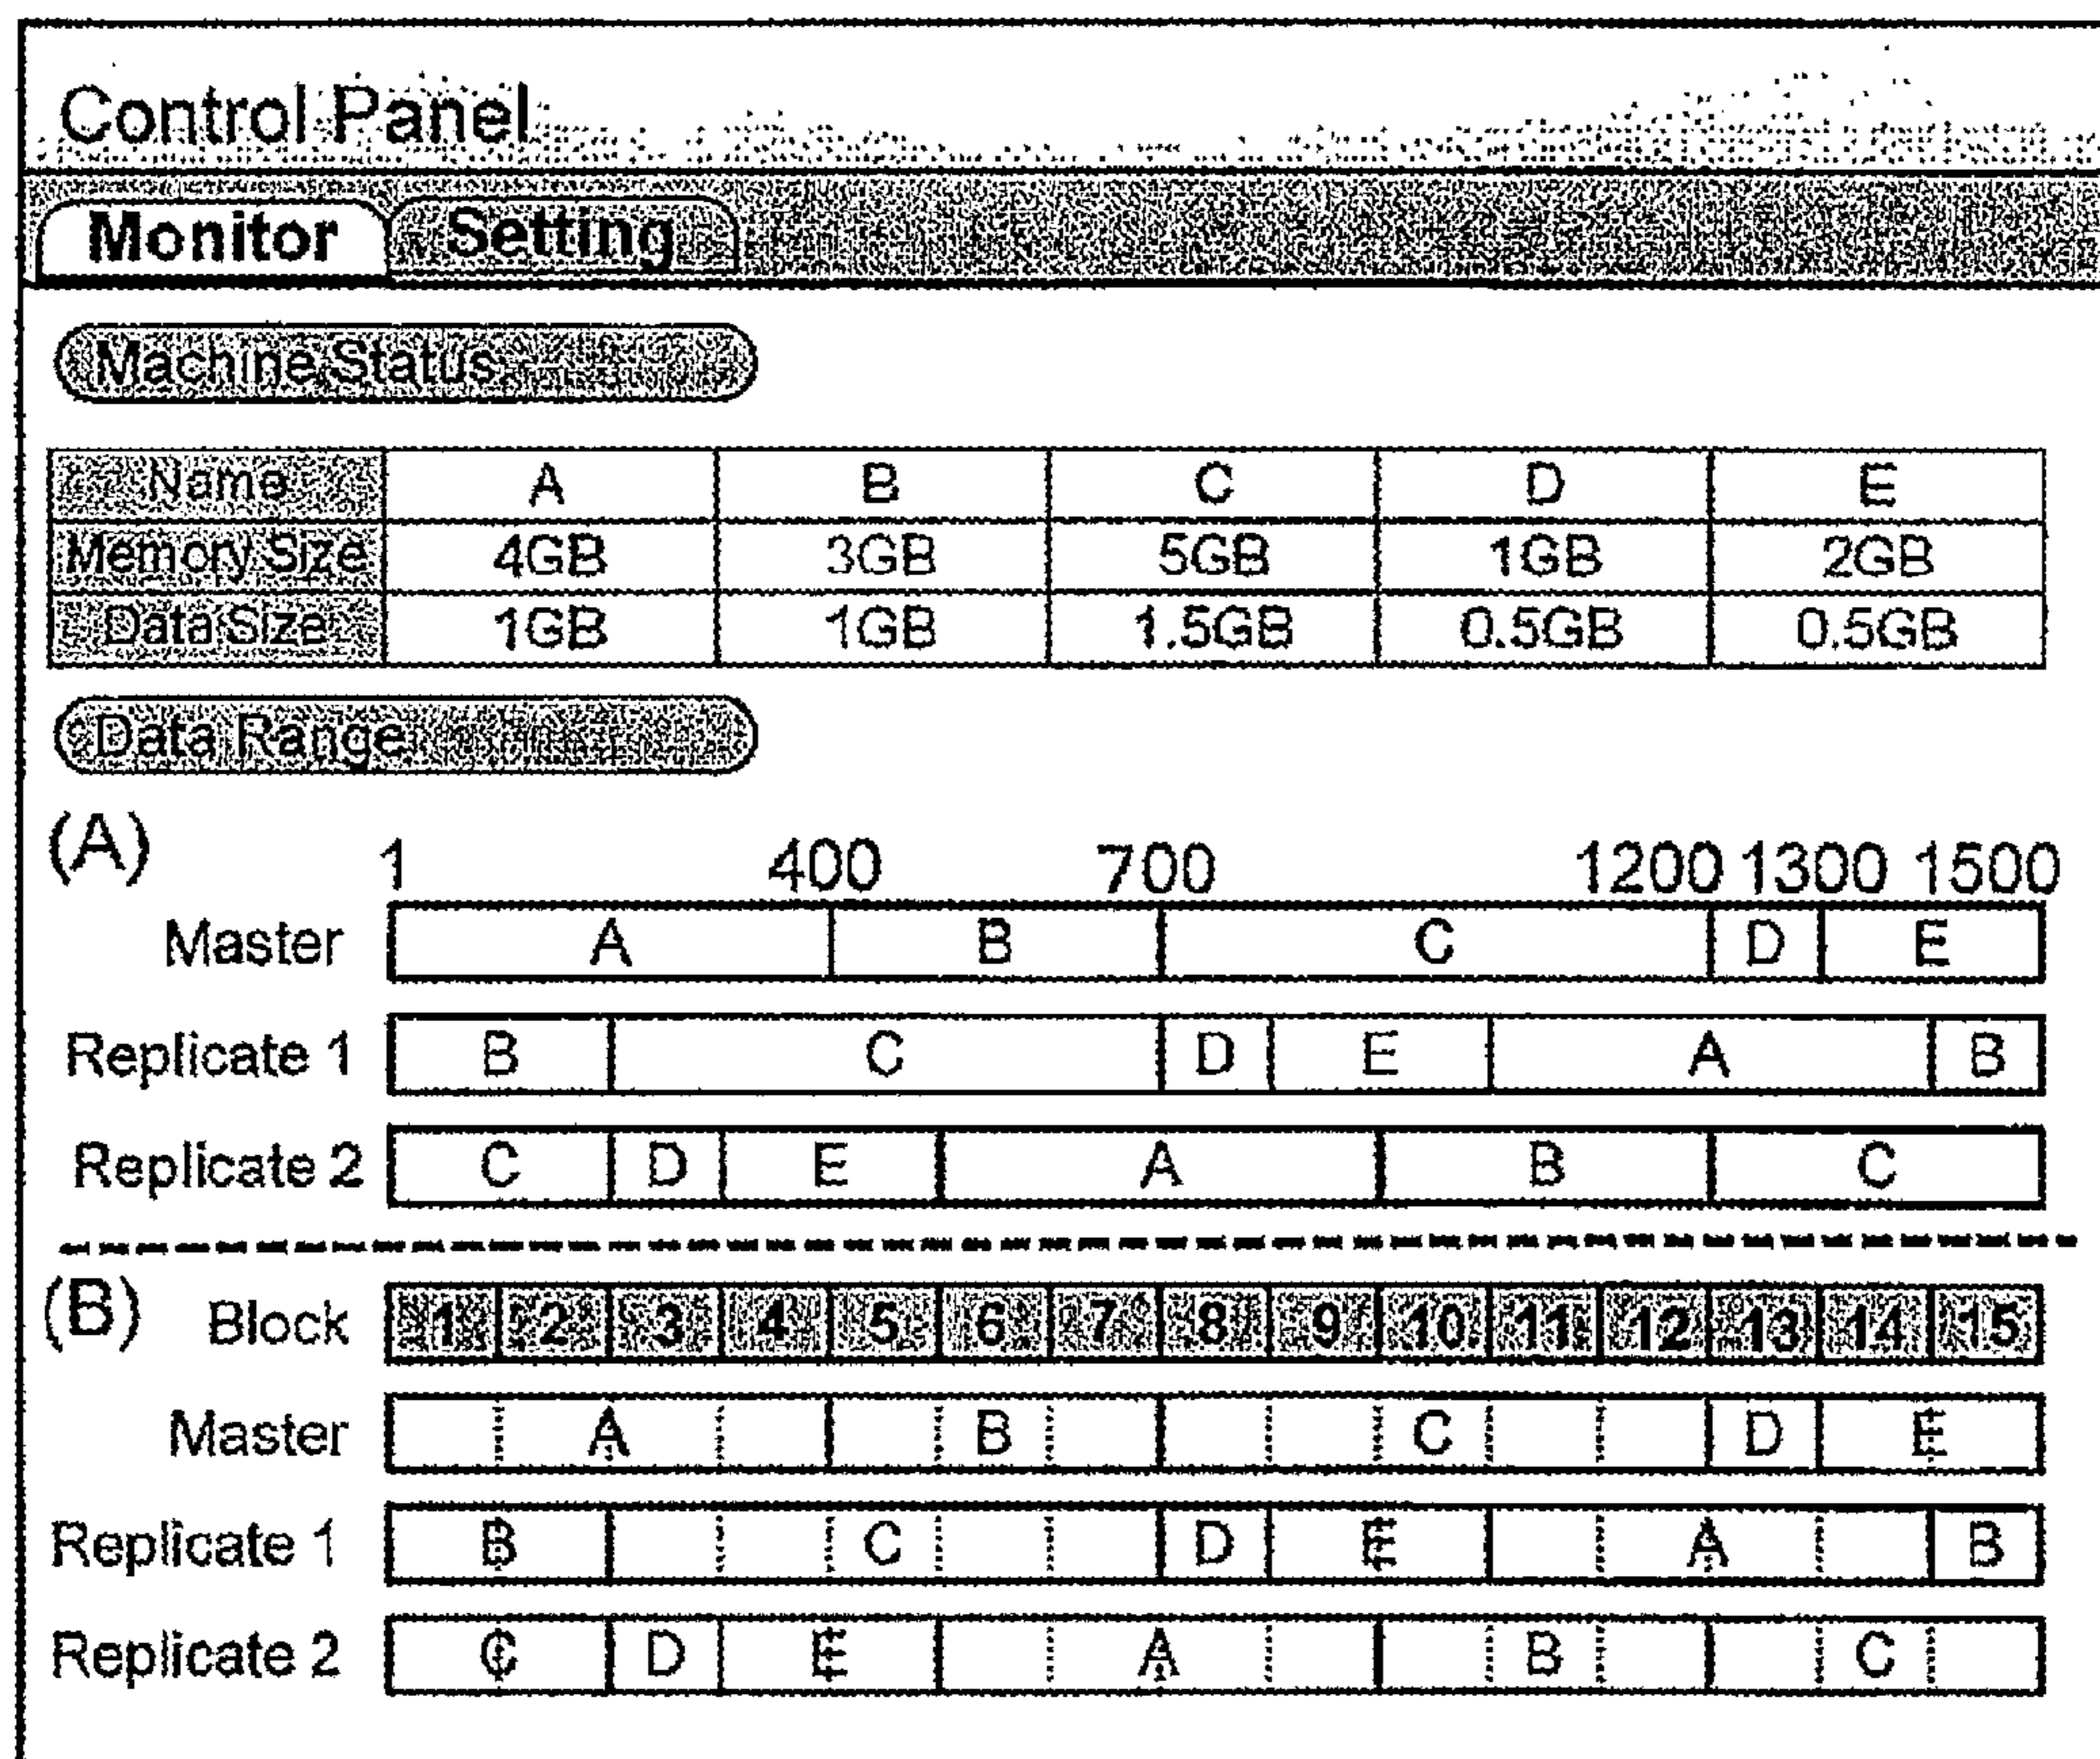 Control Panel
Monitor Setting
Machine Status
Name A B C D E
Memory Size 4GB 3GB 5GB 1GB 2GB
Data Size 1GB 1GB 1.5GB 0.5GB 0.5GB
Data Range
(A) 1 400 700 1200 1300 1500
Master A B C D E
Replicate 1 B C D E A B
Replicate 2 C D E A B C
(B) Block 1 2 3 4 5 6 7 8 9 10 11 12 13 14 15
Master A B C D E
Replicate 1 B C D E A B
Replicate 2 C D E A B C